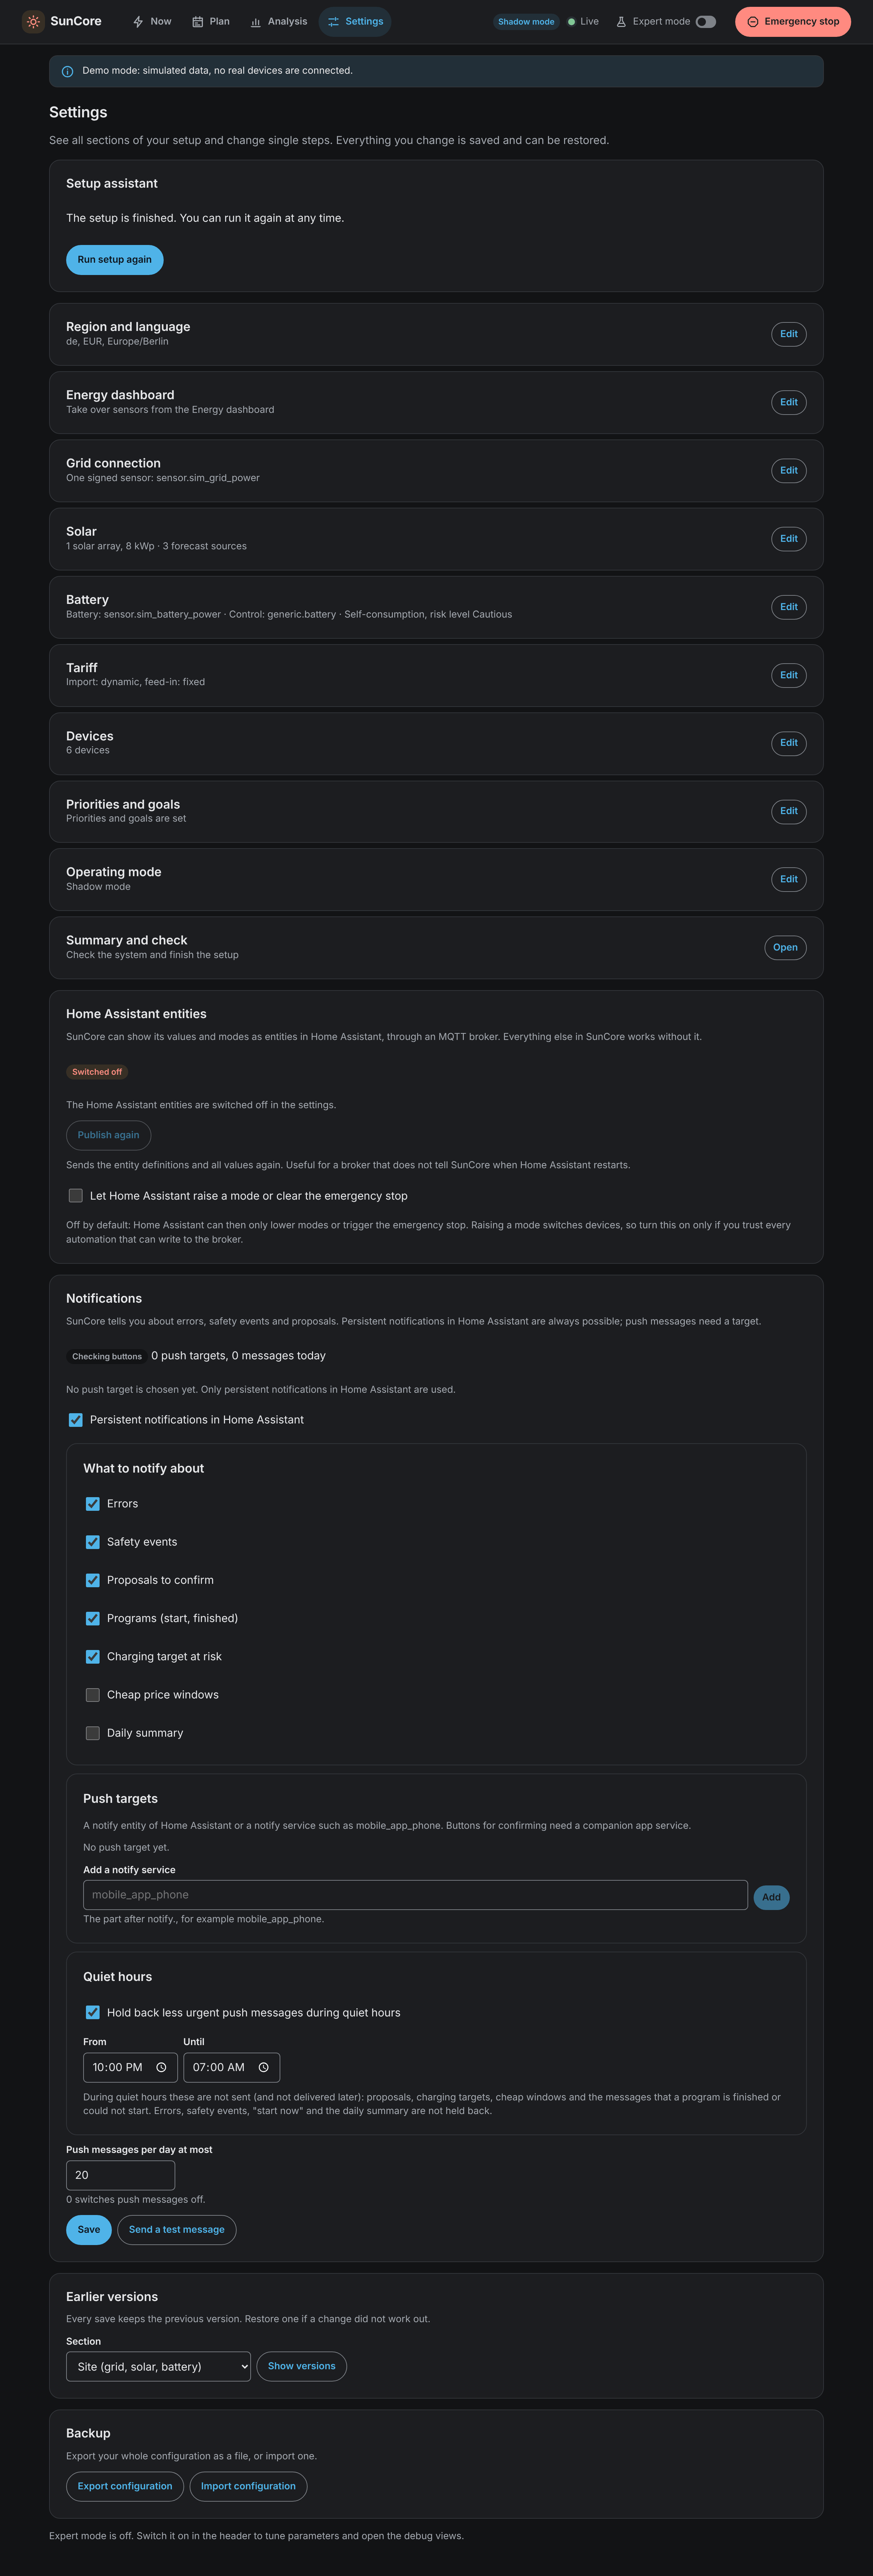 SunCore
Now
Plan
Analysis
Settings
Shadow mode
Live
Expert mode
Emergency stop
Demo mode: simulated data, no real devices are connected.
Settings
See all sections of your setup and change single steps. Everything you change is saved and can be restored.
Setup assistant
The setup is finished. You can run it again at any time.
Run setup again
Region and language
de, EUR, Europe/Berlin
Edit
Energy dashboard
Take over sensors from the Energy dashboard
Edit
Grid connection
One signed sensor: sensor.sim_grid_power
Edit
Solar
1 solar array, 8 kWp · 3 forecast sources
Edit
Battery
Battery: sensor.sim_battery_power · Control: generic.battery · Self-consumption, risk level Cautious
Edit
Tariff
Import: dynamic, feed-in: fixed
Edit
Devices
6 devices
Edit
Priorities and goals
Priorities and goals are set
Edit
Operating mode
Shadow mode
Edit
Summary and check
Check the system and finish the setup
Open
Home Assistant entities
SunCore can show its values and modes as entities in Home Assistant, through an MQTT broker. Everything else in SunCore works without it.
Switched off
The Home Assistant entities are switched off in the settings.
Publish again
Sends the entity definitions and all values again. Useful for a broker that does not tell SunCore when Home Assistant restarts.
Let Home Assistant raise a mode or clear the emergency stop
Off by default: Home Assistant can then only lower modes or trigger the emergency stop. Raising a mode switches devices, so turn this on only if you trust every
automation that can write to the broker.
Notifications
SunCore tells you about errors, safety events and proposals. Persistent notifications in Home Assistant are always possible; push messages need a target.
Checking buttons 0 push targets, 0 messages today
No push target is chosen yet. Only persistent notifications in Home Assistant are used.
Persistent notifications in Home Assistant
What to notify about
Errors
Safety events
Proposals to confirm
Programs (start, finished)
Charging target at risk
Cheap price windows
Daily summary
Push targets
A notify entity of Home Assistant or a notify service such as mobile_app_phone. Buttons for confirming need a companion app service.
No push target yet.
Add a notify service
mobile_app_phone
Add
The part after notify., for example mobile_app_phone.
Quiet hours
Hold back less urgent push messages during quiet hours
From
Until
10:00 PM
07:00 AM
During quiet hours these are not sent (and not delivered later): proposals, charging targets, cheap windows and the messages that a program is finished or
could not start. Errors, safety events, "start now" and the daily summary are not held back.
Push messages per day at most
20
0 switches push messages off.
Save
Send a test message
Earlier versions
Every save keeps the previous version. Restore one if a change did not work out.
Section
Site (grid, solar, battery)
Show versions
Backup
Export your whole configuration as a file, or import one.
Export configuration
Import configuration
Expert mode is off. Switch it on in the header to tune parameters and open the debug views.